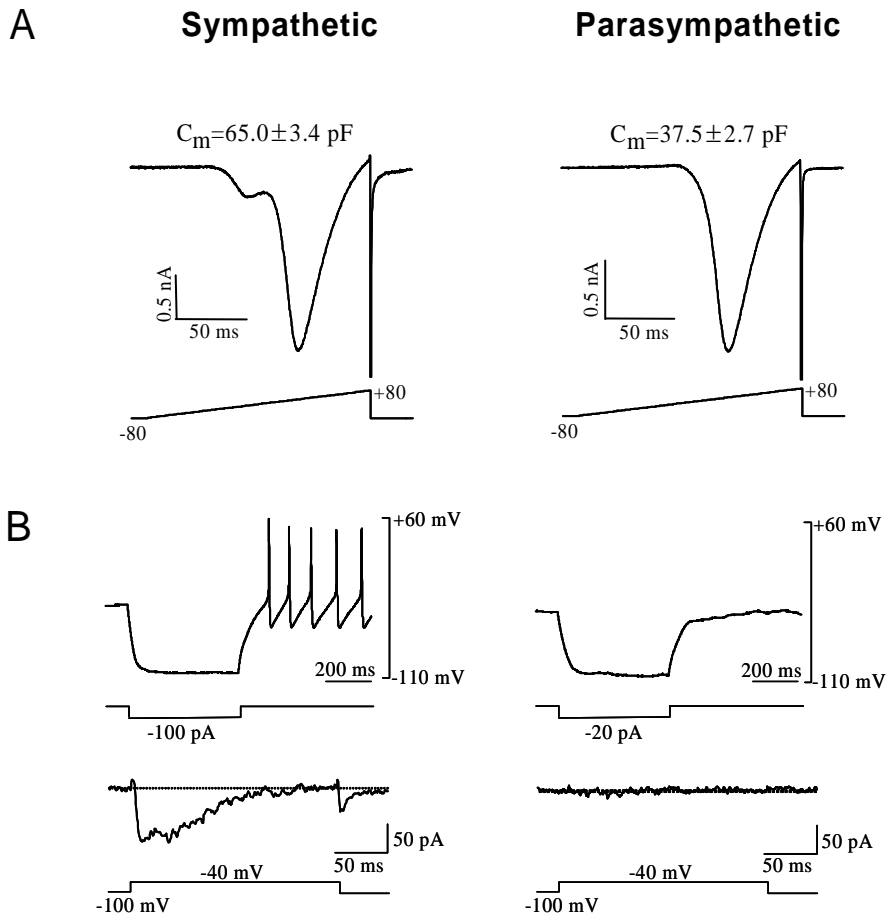 A
Sympathetic
Parasympathetic
Cm=65.0±3.4 pF
Cm=37.5±2.7 pF
0.5 nA
50 ms
0.5 nA
50 ms
+80
-80
+80
-80
B
+60 mV
200 ms
-110 mV
-100 pA
+60 mV
200 ms
-110 mV
-20 pA
50 pA
50 ms
-40 mV
-100 mV
50 pA
50 ms
-40 mV
-100 mV